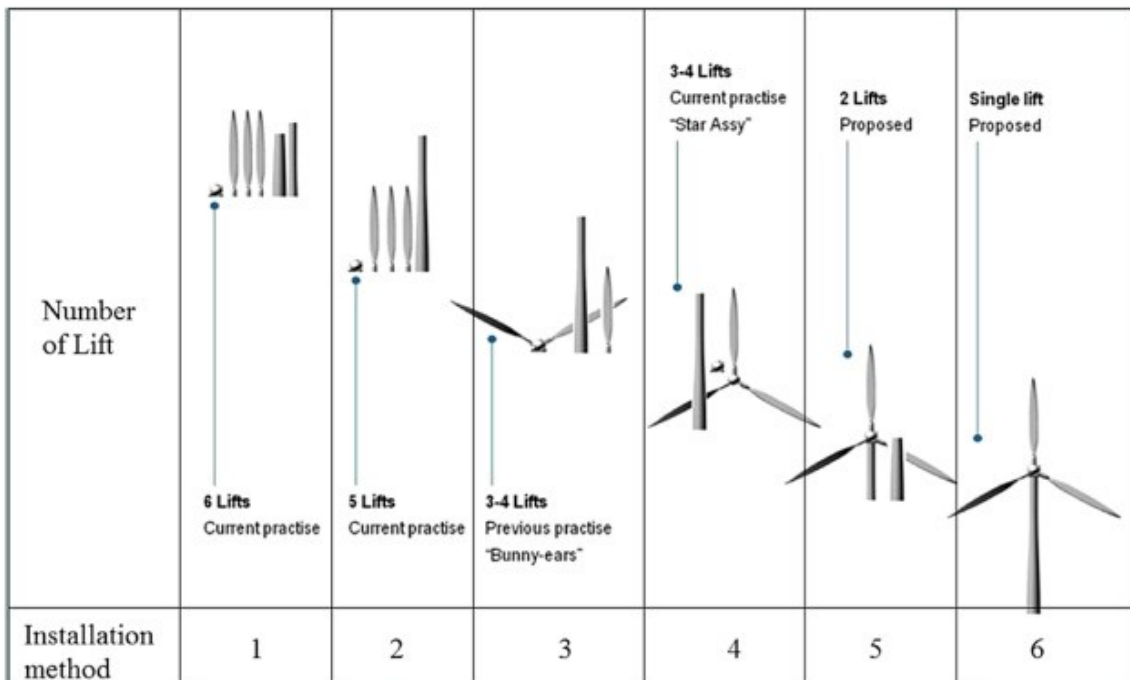 Number
of Lift
6 Lifts
Current practise
5 Lifts
Current practise
3-4 Lifts
Previous practise
"Bunny-ears"
3-4 Lifts
Current practise
"Star Assy"
2 Lifts
Proposed
Single lift
Proposed
Installation
method
1
2
3
4
5
6